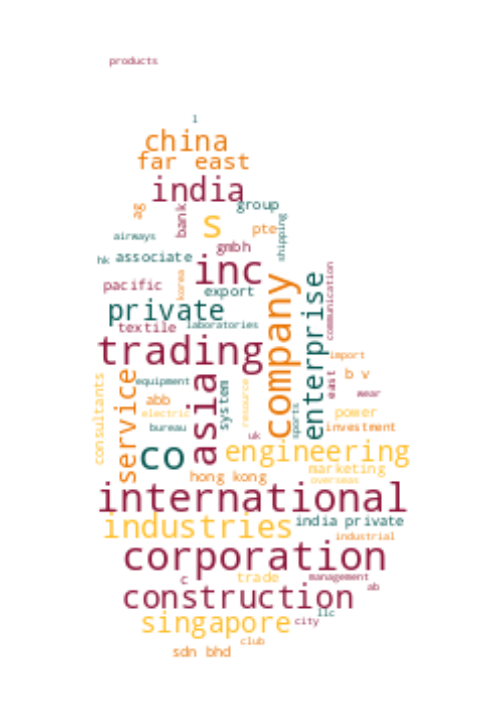 products
l
china
far east
india
ag
bank
s
group
shipping
pte
airways
gmbh
hk
associate
inc
pacific
korea
export
company
enterprise
communication
private
textile
laboratories
trading
import
consultants
service
equipment
asia
system
resource
east
b v
wear
abb
electric
bureau
sports
power
investment
co
uk
engineering
marketing
hong kong
overseas
international
industries
india private
industrial
corporation
c
trade
management
ab
construction
llc
singapore
city
club
sdn bhd